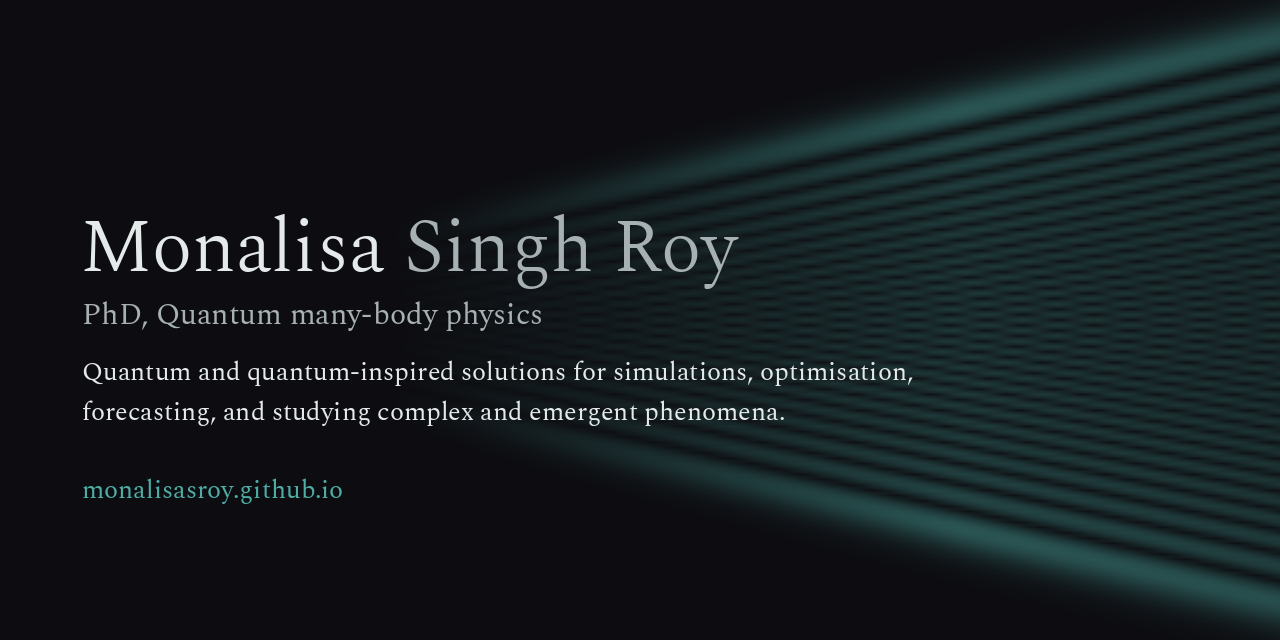 Monalisa Singh Roy
PhD, Quantum many-body physics
Quantum and quantum-inspired solutions for simulations, optimisation,
forecasting, and studying complex and emergent phenomena.
monalisasroy.github.io